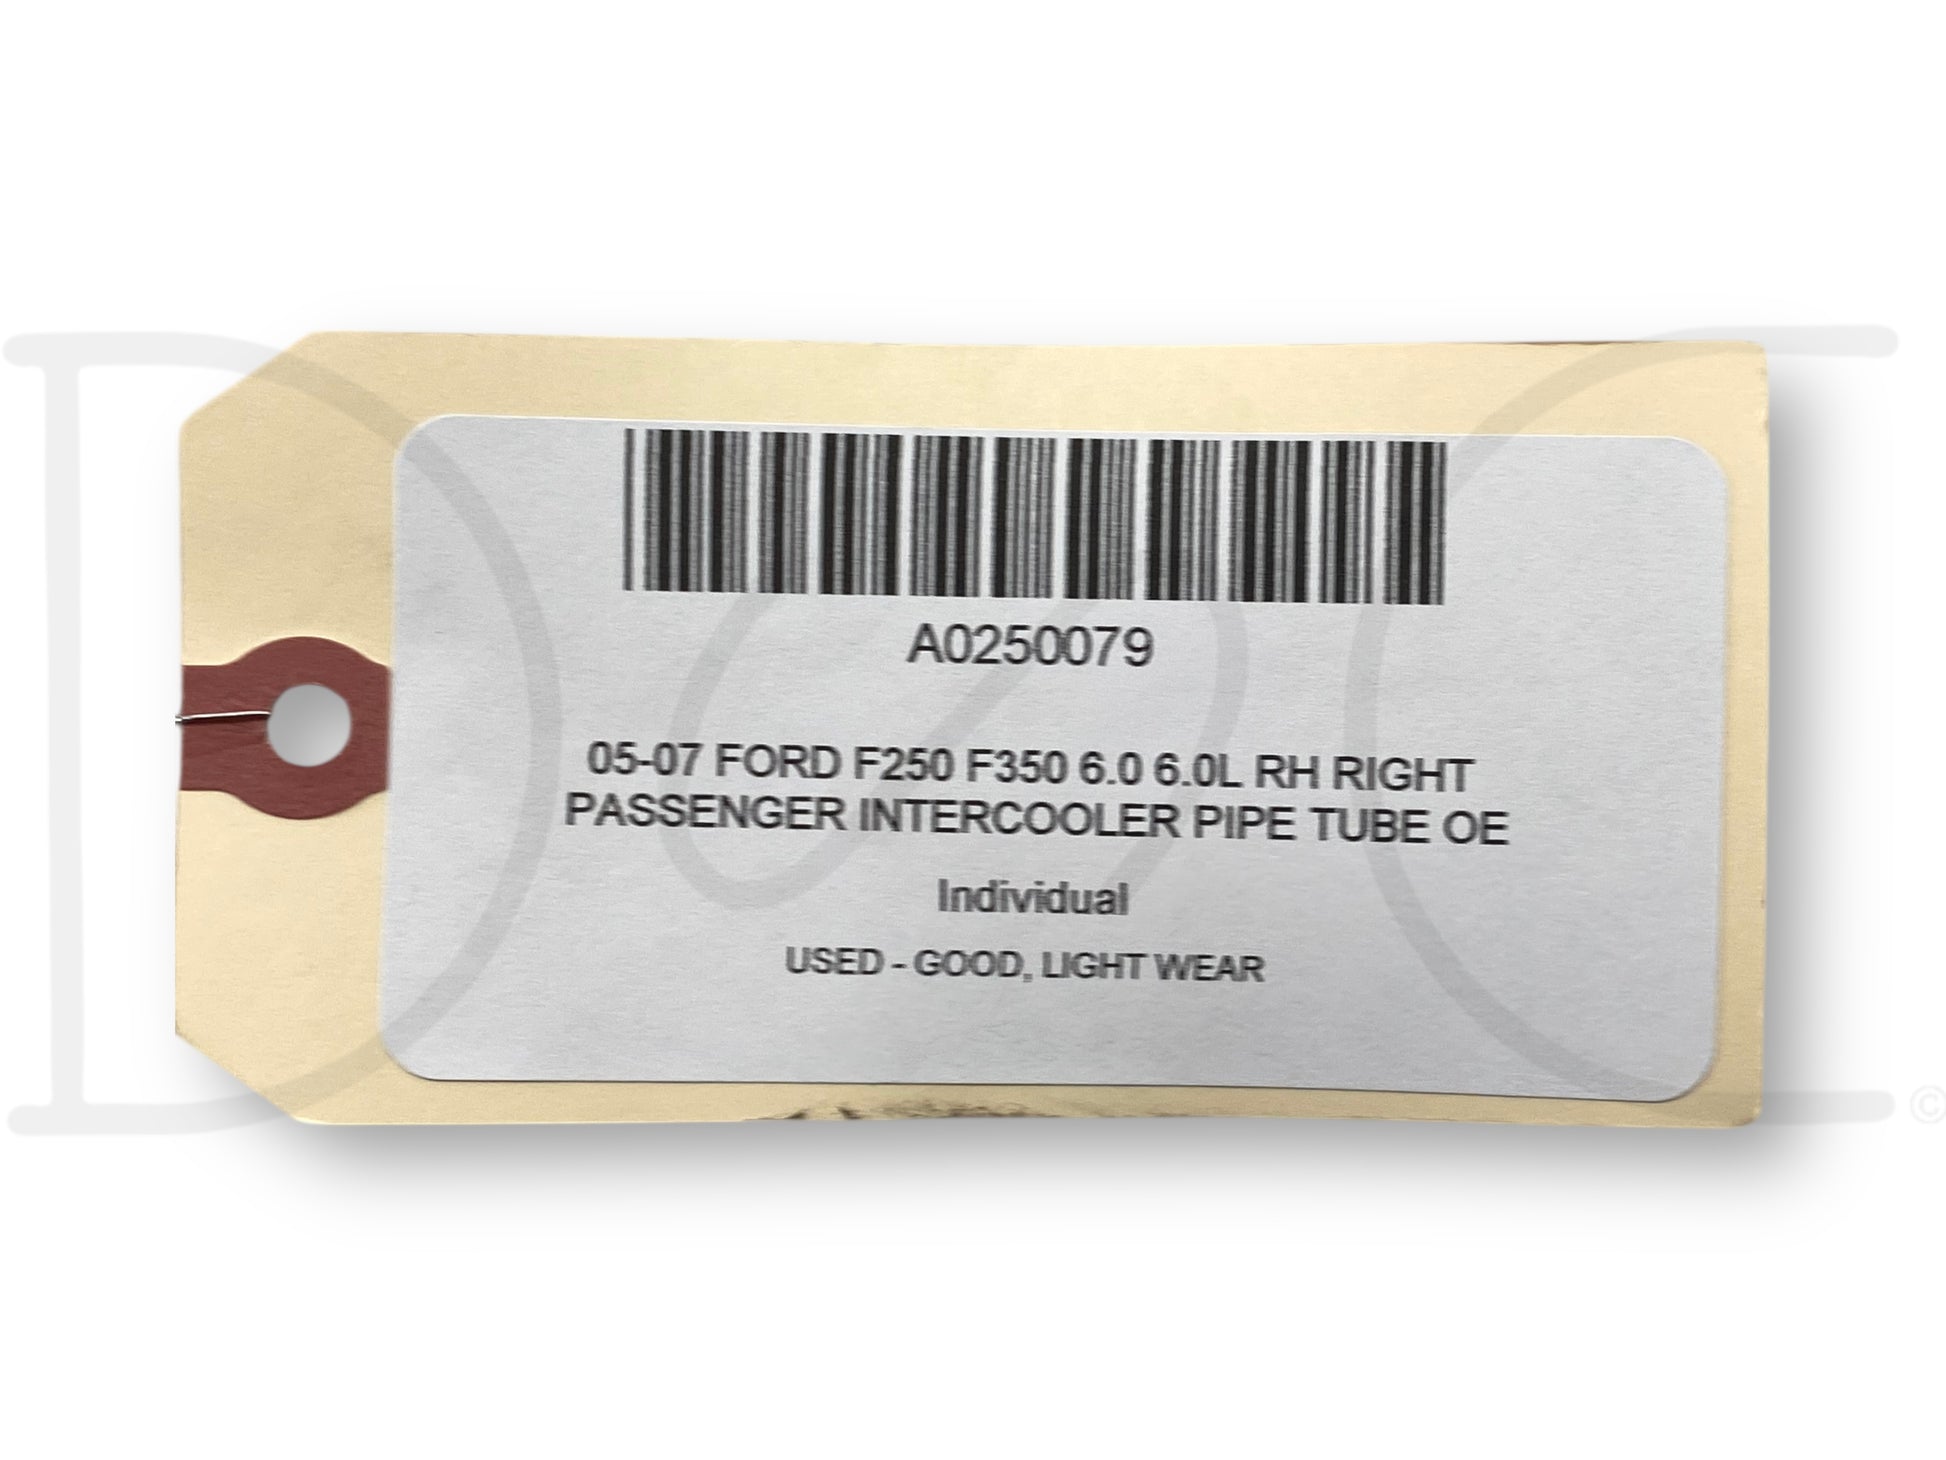 A0250079
05-07 FORD F250 F350 6.0 6.0L RH RIGHT
PASSENGER INTERCOOLER PIPE TUBE OE
Individual
USED - GOOD, LIGHT WEAR
©